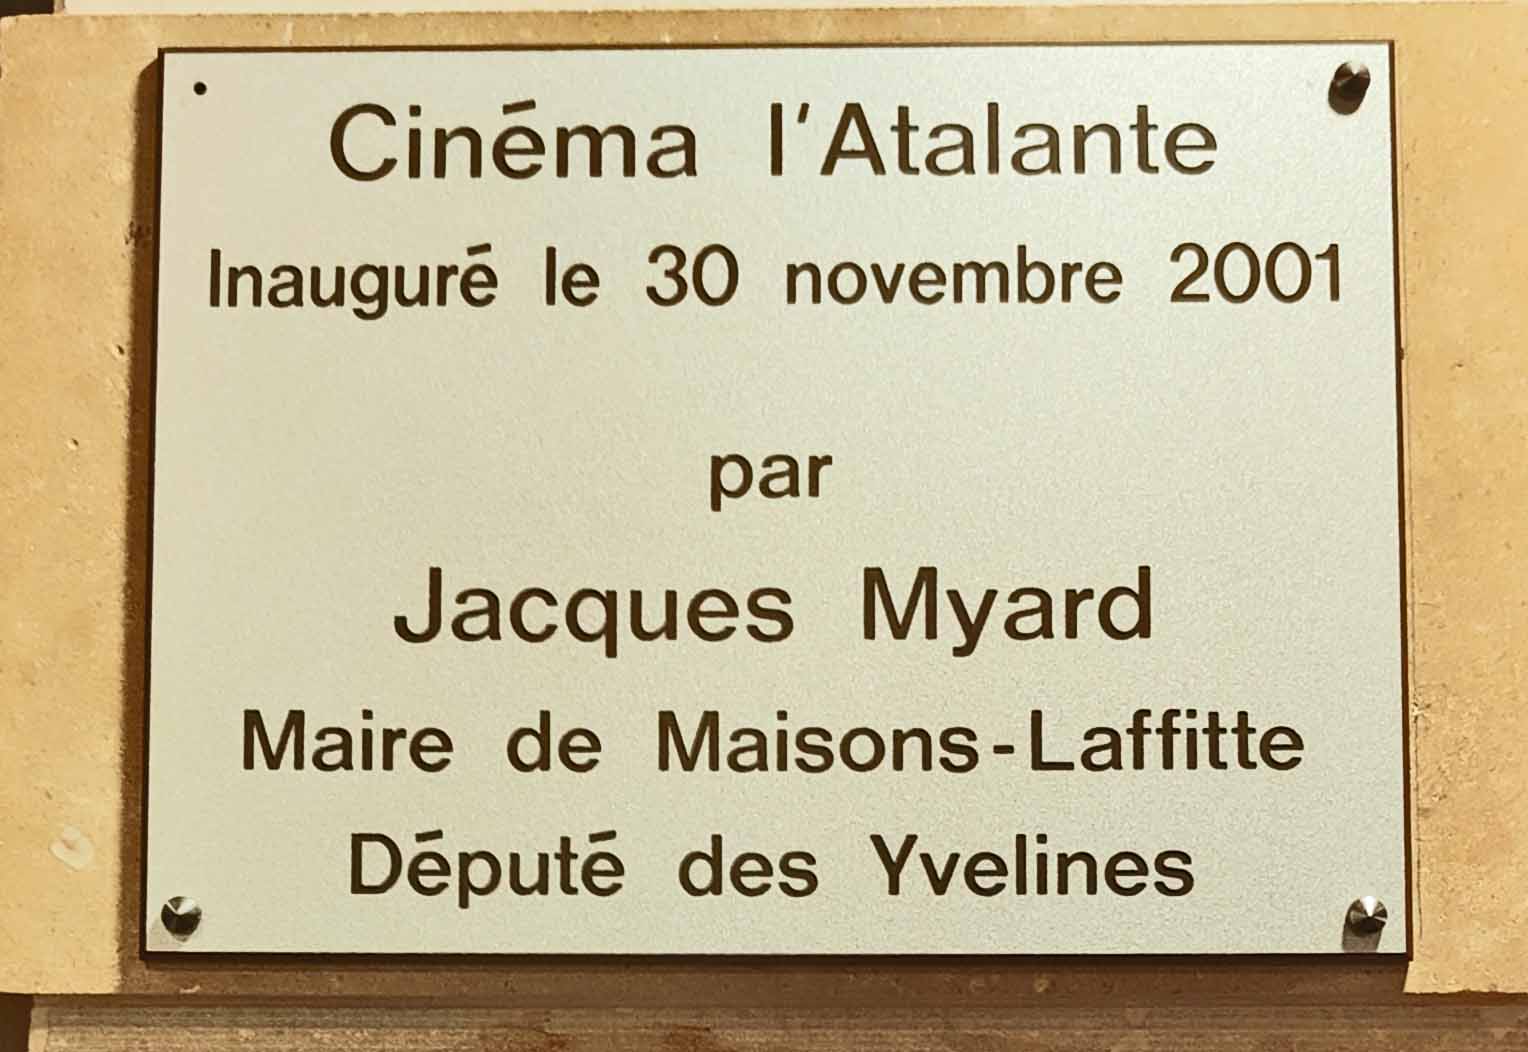 Cinéma l'Atalante
Inauguré le 30 novembre 2001
par
Jacques Myard
Maire de Maisons-Laffitte
Député des Yvelines